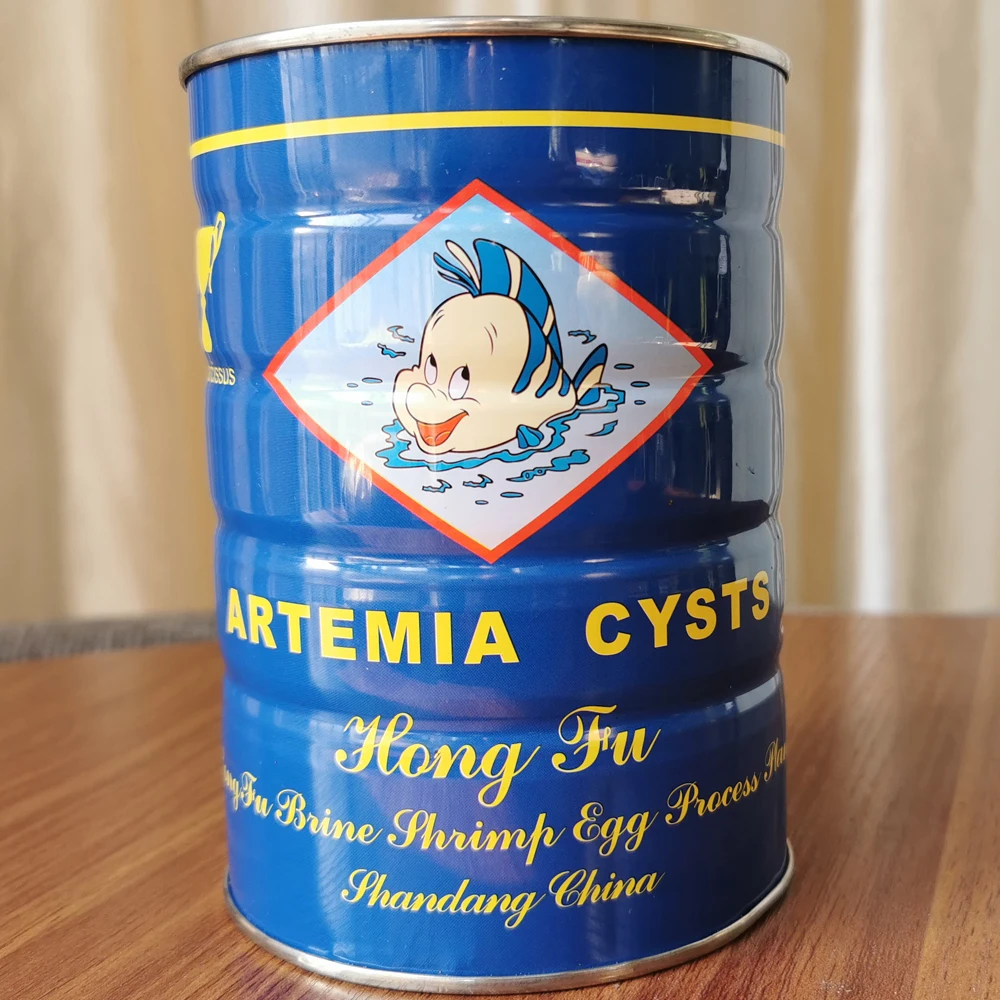 ARTEMIA CYSTS
Hong Fu
Brine Shrimp Egg Process
Shandang China